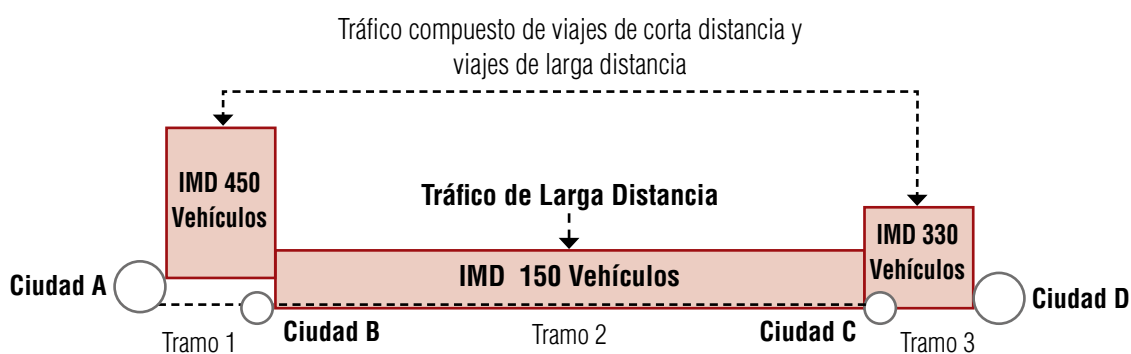 Tráfico compuesto de viajes de corta distancia y
viajes de larga distancia
IMD 450
Vehículos
Tráfico de Larga Distancia
IMD 330
Vehículos
IMD 150 Vehículos
Ciudad A
Ciudad B
Ciudad C
Ciudad D
Tramo 1
Tramo 2
Tramo 3